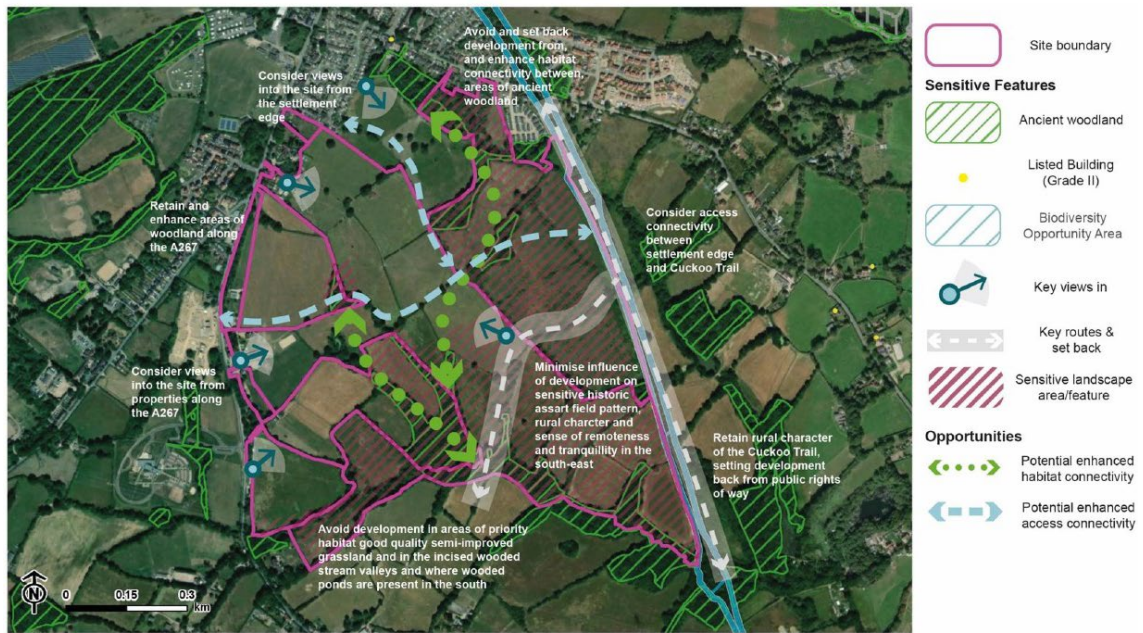 Avoid and set back
development from,
and enhance habitat
connectivity between,
areas of ancient
woodland
Consider views
into the site from
the settlement
edge
Retain and
enhance areas of
woodland along
the A267
Consider access
connectivity
between
settlement edge
and Cuckoo Trail
Consider views
into the site from
properties along
the A267
Minimise influence
of development on
sensitive historic
assart field pattern,
rural charcter and
sense of remoteness
and tranquillity in the
south-east
Retain rural character
of the Cuckoo Trail,
setting development
back from public rights
of way
Avoid development in areas of priority
habitat good quality semi-improved
grassland and in the incised wooded
stream valleys and where wooded
ponds are present in the south
N
0 0.15 0.3
km
Site boundary
Sensitive Features
Ancient woodland
Listed Building
(Grade II)
Biodiversity
Opportunity Area
Key views in
Key routes &
set back
Sensitive landscape
area/feature
Opportunities
Potential enhanced
habitat connectivity
Potential enhanced
access connectivity